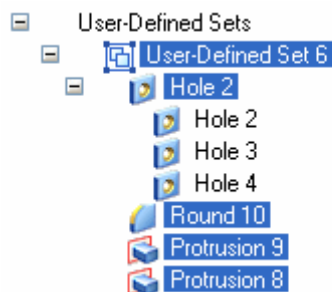 User-Defined Sets
User-Defined Set 6
Hole 2
Hole 2
Hole 3
Hole 4
Round 10
Protrusion 9
Protrusion 8